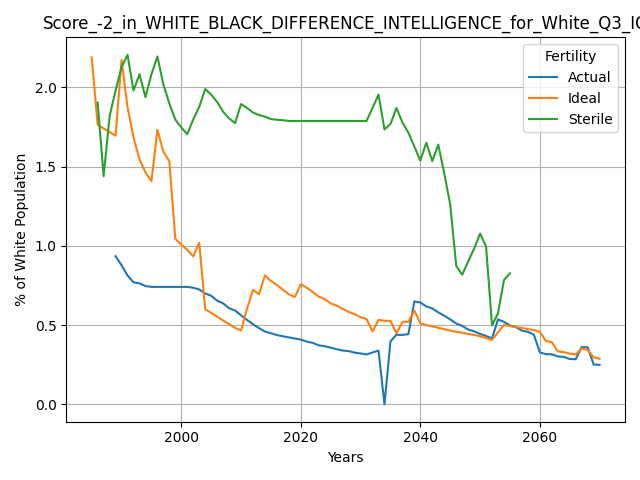 Score_-2_in_WHITE_BLACK_DIFFERENCE_INTELLIGENCE_for_White_Q3_IC
Fertility
Actual
Ideal
Sterile
% of White Population
2.0
1.5
1.0
0.5
0.0
2000
2020
2040
2060
Years